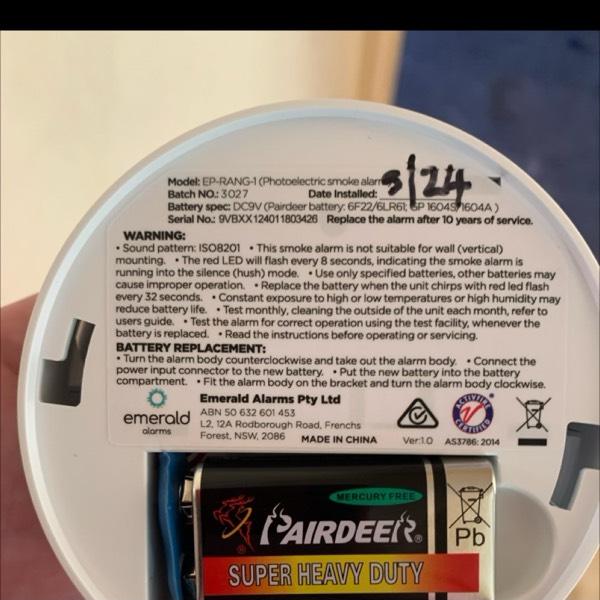 Model: EP-RANG-1 (Photoelectric smoke alar
Batch NO.: 3027 Date Installed: 3/24
Battery spec: DC9V (Pairdeer battery: 6F22/6LR61, GP 1604S/1604A )
Serial No.: 9VBXX124011803426 Replace the alarm after 10 years of service.
WARNING:
• Sound pattern: ISO8201 • This smoke alarm is not suitable for wall (vertical)
mounting. • The red LED will flash every 8 seconds, indicating the smoke alarm is
running into the silence (hush) mode. • Use only specified batteries, other batteries may
cause improper operation. • Replace the battery when the unit chirps with red led flash
every 32 seconds. • Constant exposure to high or low temperatures or high humidity may
reduce battery life. • Test monthly, cleaning the outside of the unit each month, refer to
users guide. • Test the alarm for correct operation using the test facility, whenever the
battery is replaced. • Read the instructions before operating or servicing.
BATTERY REPLACEMENT:
• Turn the alarm body counterclockwise and take out the alarm body. • Connect the
power input connector to the new battery. • Put the new battery into the battery
compartment. • Fit the alarm body on the bracket and turn the alarm body clockwise.
emerald
alarms
Emerald Alarms Pty Ltd
ABN 50 632 601 453
L2, 12A Rodborough Road, Frenchs
Forest, NSW, 2086 MADE IN CHINA
Ver:1.0
ACTIVFIRE
CERTIFIED
AS3786: 2014
MERCURY FREE
PAIRDEER®
SUPER HEAVY DUTY
Pb